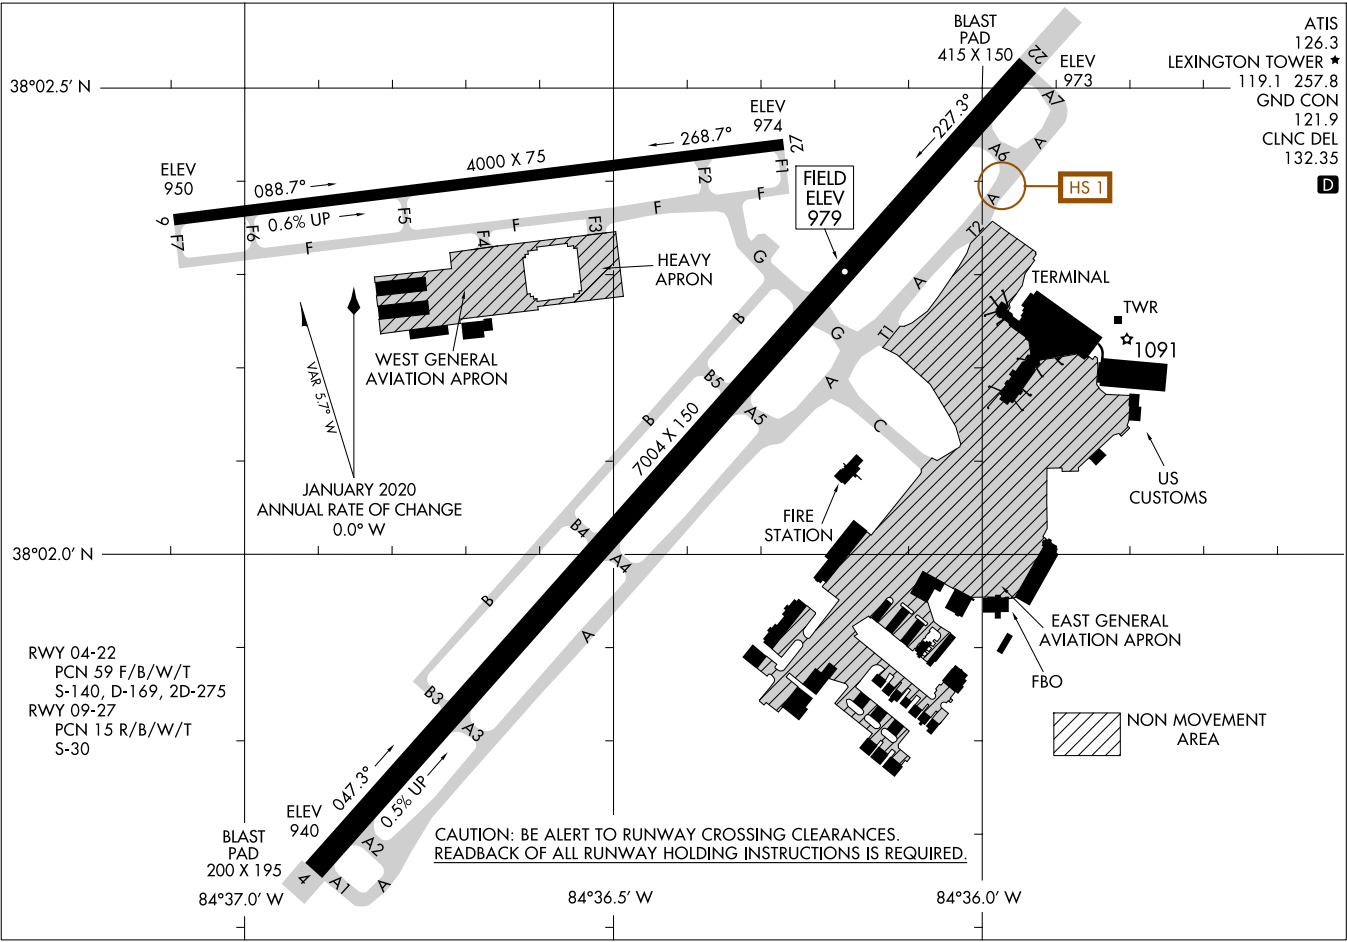 ATIS
126.3
LEXINGTON TOWER ★
119.1 257.8
GND CON
121.9
CLNC DEL
132.35
D
BLAST
PAD
415 X 150
22
ELEV
973
A7
A
A6
HS 1
A
T2
227.3°
38°02.5' N
ELEV
974
27
268.7°
4000 X 75
ELEV
950
088.7°
9
0.6% UP
F7
F6
F
F5
F
F4
F3
F
F2
F1
F
FIELD
ELEV
979
G
HEAVY
APRON
WEST GENERAL
AVIATION APRON
VAR 5.7° W
JANUARY 2020
ANNUAL RATE OF CHANGE
0.0° W
B
G
T1
A
A
TERMINAL
TWR
1091
B5
A5
B
C
7004 X 150
US
CUSTOMS
FIRE
STATION
B4
A4
38°02.0' N
B
A
EAST GENERAL
AVIATION APRON
FBO
RWY 04-22
PCN 59 F/B/W/T
S-140, D-169, 2D-275
RWY 09-27
PCN 15 R/B/W/T
S-30
B3
A3
NON MOVEMENT
AREA
047.3°
0.5% UP
ELEV
940
BLAST
PAD
200 X 195
4
A1
A2
A
CAUTION: BE ALERT TO RUNWAY CROSSING CLEARANCES.
READBACK OF ALL RUNWAY HOLDING INSTRUCTIONS IS REQUIRED.
84°37.0' W
84°36.5' W
84°36.0' W